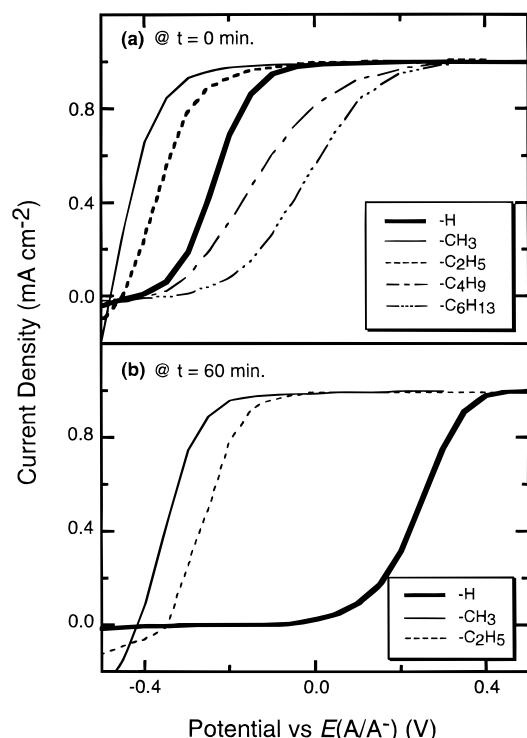 (a) @ t = 0 min.
0.8
0.4
0.0
-H
-CH3
-C2H5
-C4H9
-C6H13
Current Density (mA cm-2)
(b) @ t = 60 min.
0.8
0.4
0.0
-H
-CH3
-C2H5
-0.4 0.0 0.4
Potential vs E(A/A-) (V)